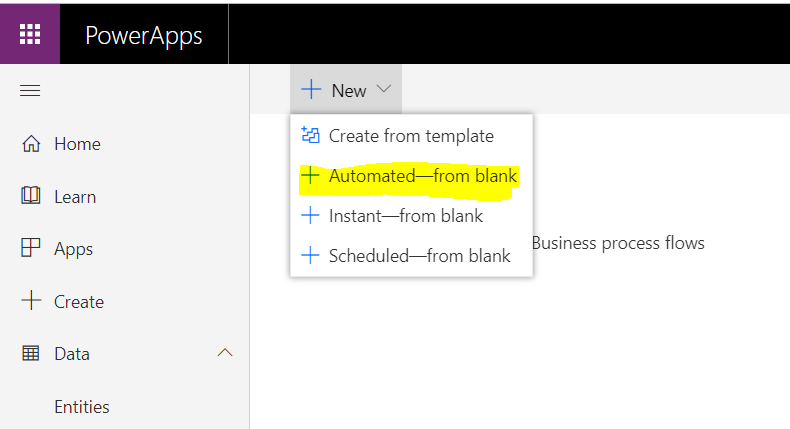 PowerApps
New
Home
Learn
Apps
Create
Data
Entities
Create from template
Automated—from blank
Instant—from blank
Scheduled—from blank
Business process flows